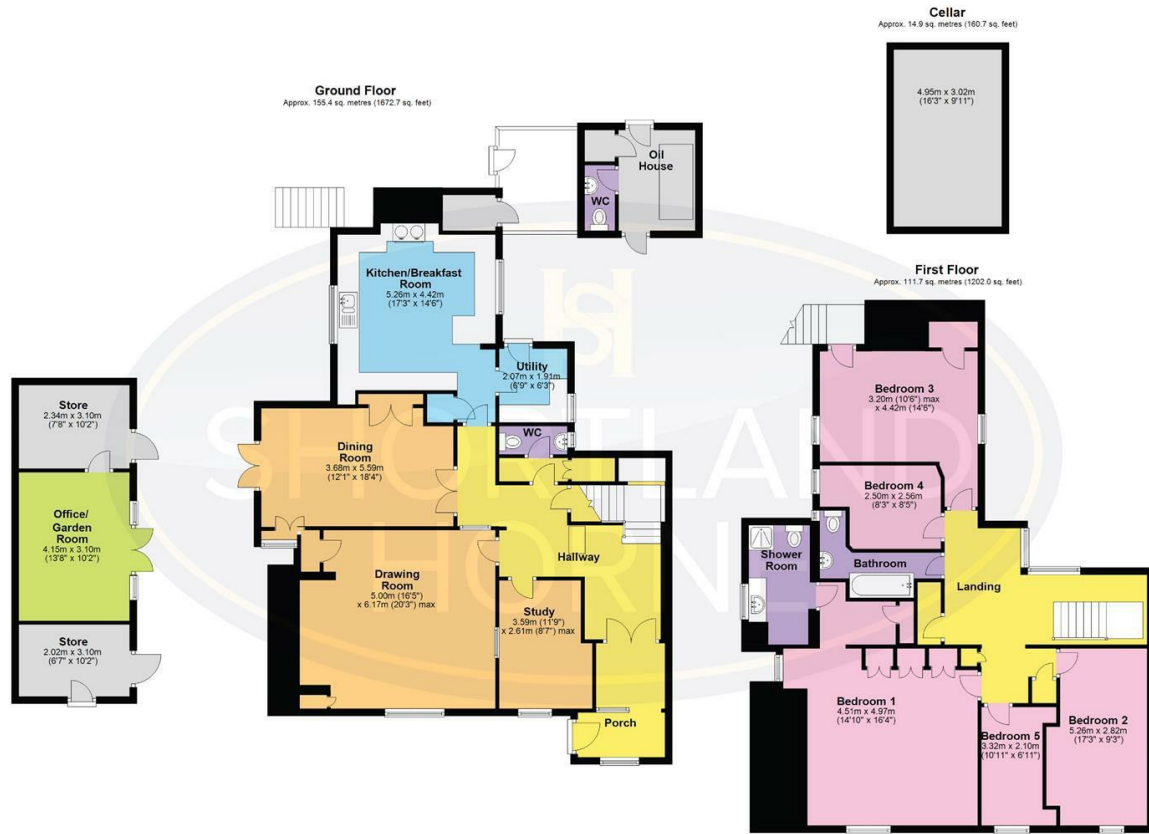 Cellar
Approx. 14.9 sq. metres (160.7 sq. feet)
4.95m x 3.02m
(16'3" x 9'11")
Ground Floor
Approx. 155.4 sq. metres (1672.7 sq. feet)
Oil
House
WC
Kitchen/Breakfast
Room
5.26m x 4.42m
(17'3" x 14'6")
Utility
2.07m x 1.91m
(6'9" x 6'3")
Store
2.34m x 3.10m
(7'8" x 10'2")
Dining
Room
3.68m x 5.59m
(12'1" x 18'4")
WC
Office/
Garden
Room
4.15m x 3.10m
(13'8" x 10'2")
Hallway
Drawing
Room
5.00m (16'5")
x 6.17m (20'3") max
Study
3.59m (11'9")
x 2.61m (8'7") max
Store
2.02m x 3.10m
(6'7" x 10'2")
Porch
First Floor
Approx. 111.7 sq. metres (1202.0 sq. feet)
Bedroom 3
3.20m (10'6") max
x 4.42m (14'6")
Bedroom 4
2.50m x 2.56m
(8'3" x 8'5")
Shower
Room
Bathroom
Landing
Bedroom 1
4.51m x 4.97m
(14'10" x 16'4")
Bedroom 5
3.32m x 2.10m
(10'11" x 6'11")
Bedroom 2
5.26m x 2.82m
(17'3" x 9'3")
SH
SHORTLAND
HORNE